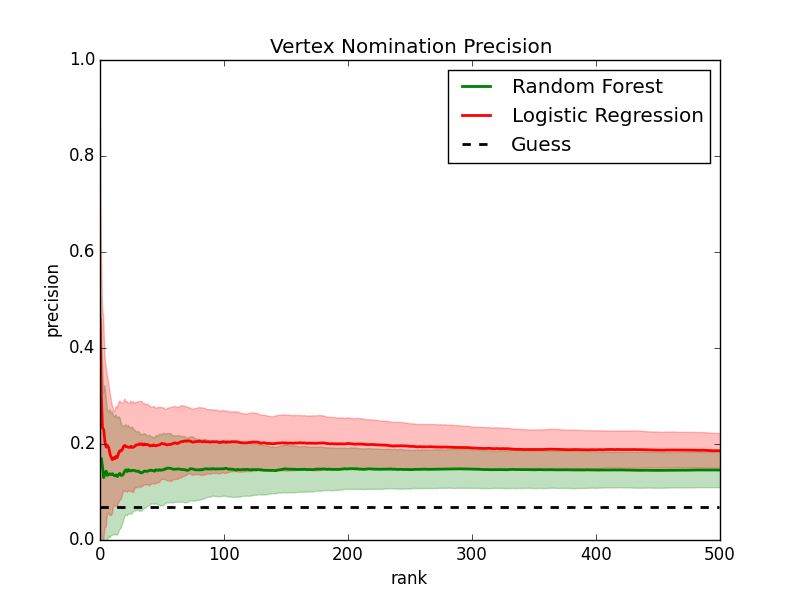 Vertex Nomination Precision
Random Forest
Logistic Regression
Guess
precision
1.0
0.8
0.6
0.4
0.2
0.0
0 100 200 300 400 500
rank